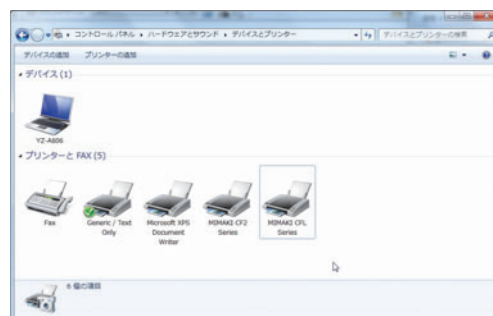 コントロール パネル ▸ ハードウェアとサウンド ▸ デバイスとプリンター
デバイスとプリンターの検索
デバイスの追加 プリンターの追加
デバイス (1)
YZ-A606
プリンターと FAX (5)
Fax
Generic / Text Only
Microsoft XPS Document Writer
MIMAKI CF2 Series
MIMAKI CFL Series
6 個の項目